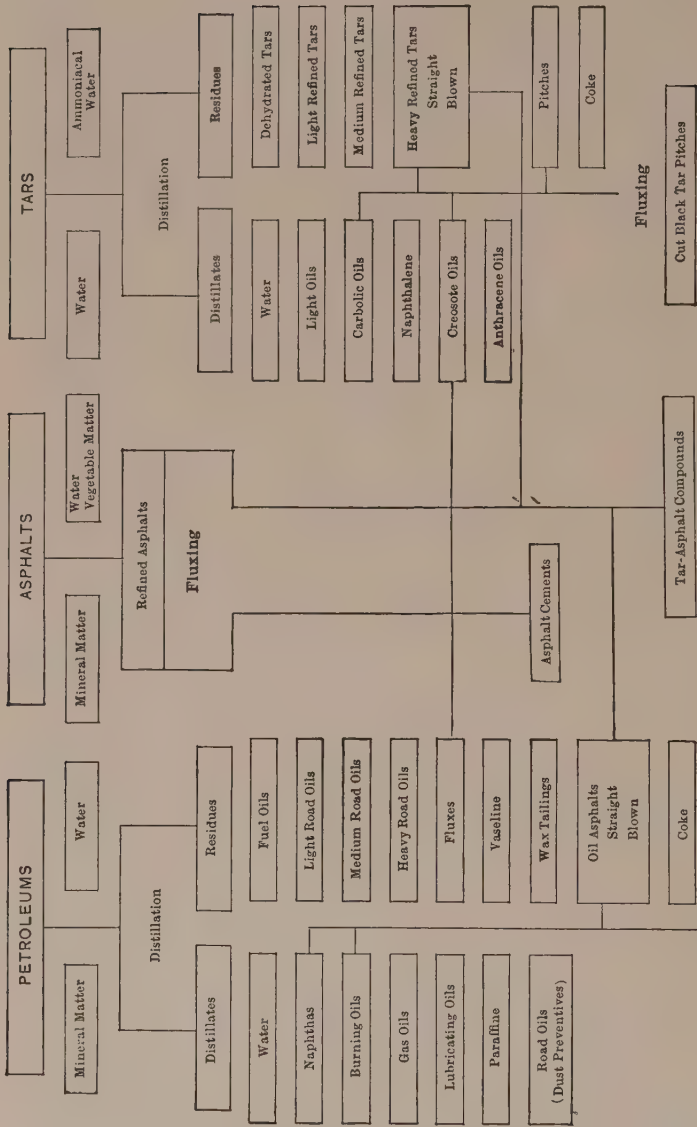 PETROLEUMS
Mineral Matter
Water
Distillation
Distillates
Water
Naphthas
Burning Oils
Gas Oils
Lubricating Oils
Paraffine
Road Oils
(Dust Preventives)
Residues
Fuel Oils
Light Road Oils
Medium Road Oils
Heavy Road Oils
Fluxes
Vaseline
Wax Tailings
Oil Asphalts
Straight
Blown
Coke
ASPHALTS
Mineral Matter
Water
Vegetable Matter
Refined Asphalts
Fluxing
Asphalt Cements
Tar-Asphalt Compounds
TARS
Water
Ammoniacal
Water
Distillation
Distillates
Water
Light Oils
Carbolic Oils
Naphthalene
Creosote Oils
Anthracene Oils
Residues
Dehydrated Tars
Light Refined Tars
Medium Refined Tars
Heavy Refined Tars
Straight
Blown
Pitches
Coke
Fluxing
Cut Black Tar Pitches